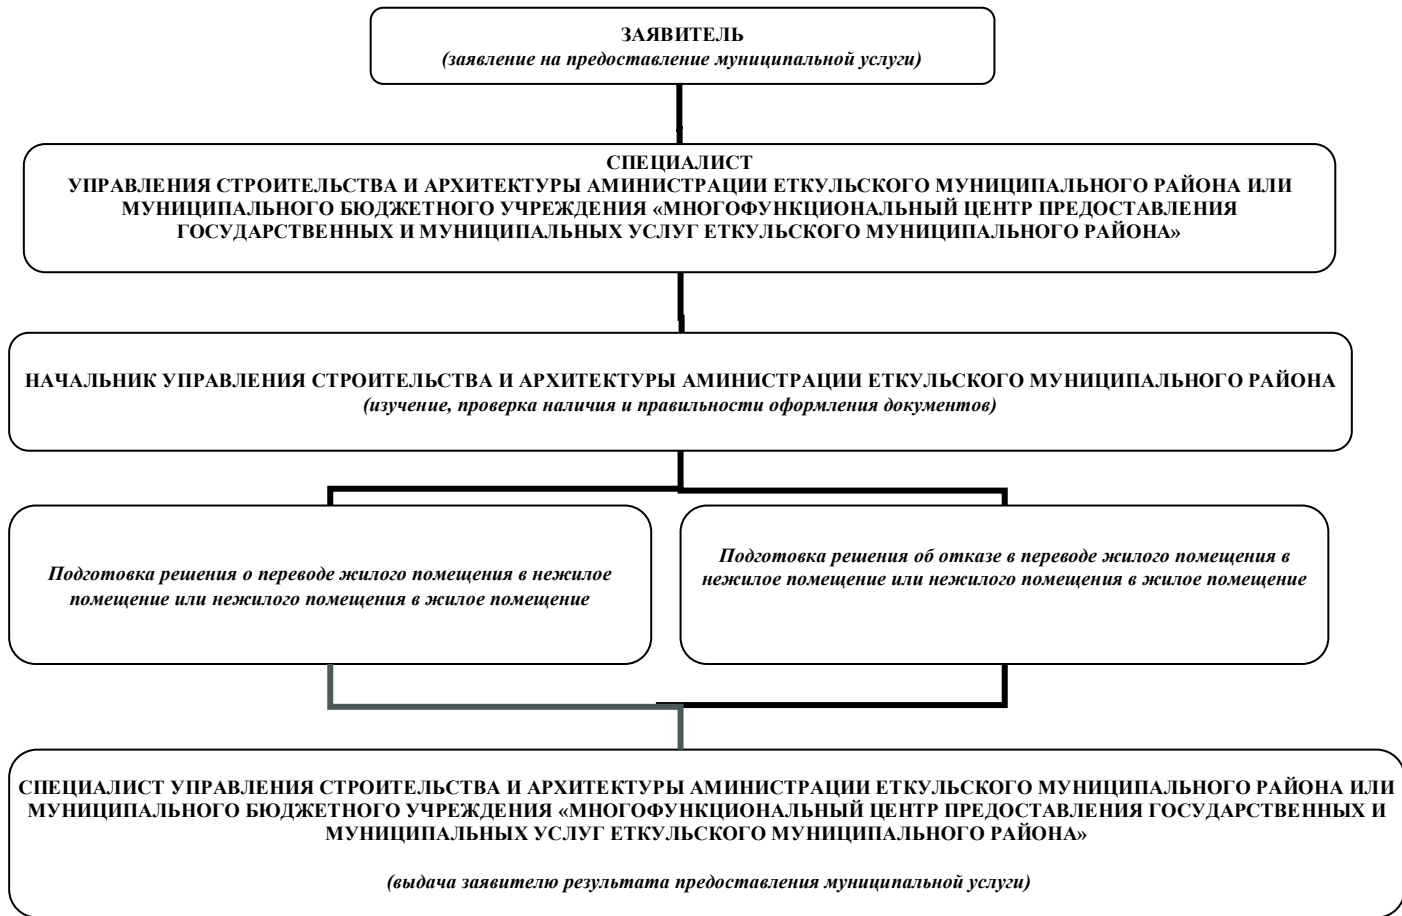 ЗАЯВИТЕЛЬ
(заявление на предоставление муниципальной услуги)
СПЕЦИАЛИСТ
УПРАВЛЕНИЯ СТРОИТЕЛЬСТВА И АРХИТЕКТУРЫ АМИНИСТРАЦИИ ЕТКУЛЬСКОГО МУНИЦИПАЛЬНОГО РАЙОНА ИЛИ
МУНИЦИПАЛЬНОГО БЮДЖЕТНОГО УЧРЕЖДЕНИЯ «МНОГОФУНКЦИОНАЛЬНЫЙ ЦЕНТР ПРЕДОСТАВЛЕНИЯ
ГОСУДАРСТВЕННЫХ И МУНИЦИПАЛЬНЫХ УСЛУГ ЕТКУЛЬСКОГО МУНИЦИПАЛЬНОГО РАЙОНА»
НАЧАЛЬНИК УПРАВЛЕНИЯ СТРОИТЕЛЬСТВА И АРХИТЕКТУРЫ АМИНИСТРАЦИИ ЕТКУЛЬСКОГО МУНИЦИПАЛЬНОГО РАЙОНА
(изучение, проверка наличия и правильности оформления документов)
Подготовка решения о переводе жилого помещения в нежилое
помещение или нежилого помещения в жилое помещение
Подготовка решения об отказе в переводе жилого помещения в
нежилое помещение или нежилого помещения в жилое помещение
СПЕЦИАЛИСТ УПРАВЛЕНИЯ СТРОИТЕЛЬСТВА И АРХИТЕКТУРЫ АМИНИСТРАЦИИ ЕТКУЛЬСКОГО МУНИЦИПАЛЬНОГО РАЙОНА ИЛИ
МУНИЦИПАЛЬНОГО БЮДЖЕТНОГО УЧРЕЖДЕНИЯ «МНОГОФУНКЦИОНАЛЬНЫЙ ЦЕНТР ПРЕДОСТАВЛЕНИЯ ГОСУДАРСТВЕННЫХ И
МУНИЦИПАЛЬНЫХ УСЛУГ ЕТКУЛЬСКОГО МУНИЦИПАЛЬНОГО РАЙОНА»
(выдача заявителю результата предоставления муниципальной услуги)